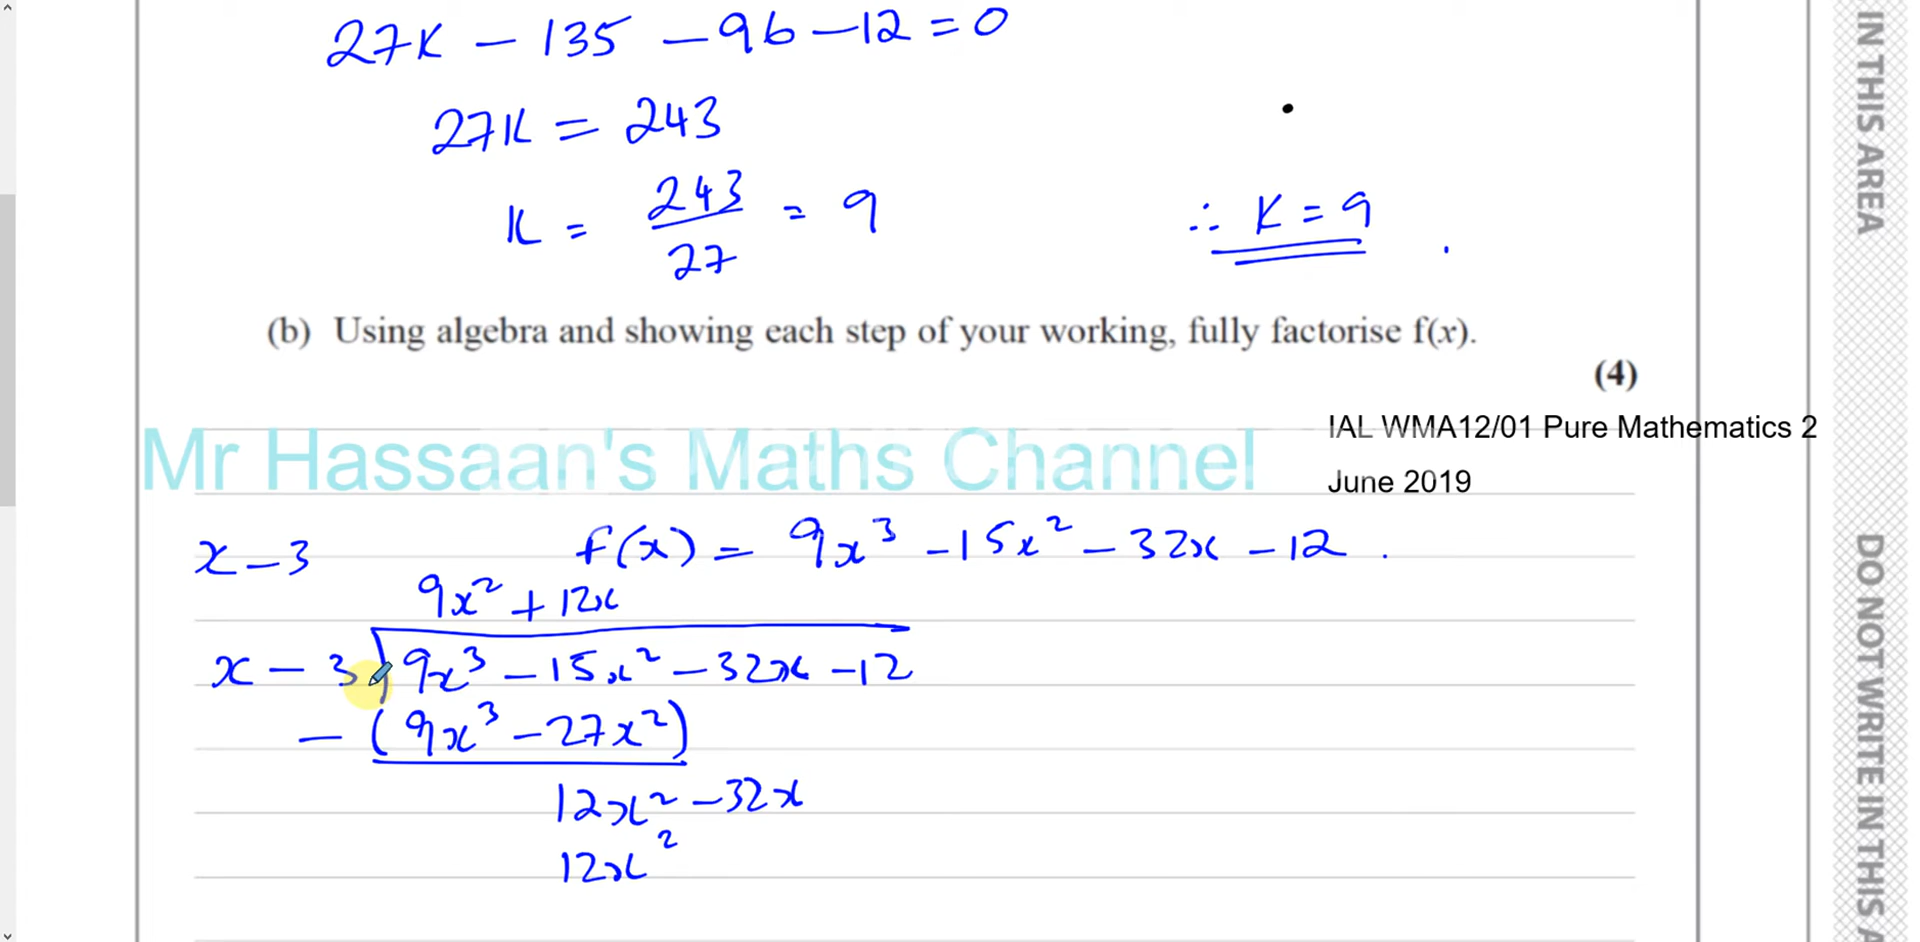 27K - 135 - 96 - 12 = 0
27K = 243
K = 243/27 = 9 ∴ K = 9
(b) Using algebra and showing each step of your working, fully factorise f(x).
(4)
IAL WMA12/01 Pure Mathematics 2
Mr Hassaan's Maths Channel
June 2019
x - 3 f(x) = 9x³ - 15x² - 32x - 12.
9x² + 12x
x - 3 ) 9x³ - 15x² - 32x - 12
- (9x³ - 27x²)
12x² - 32x
12x²
IN THIS AREA
DO NOT WRITE IN THIS A